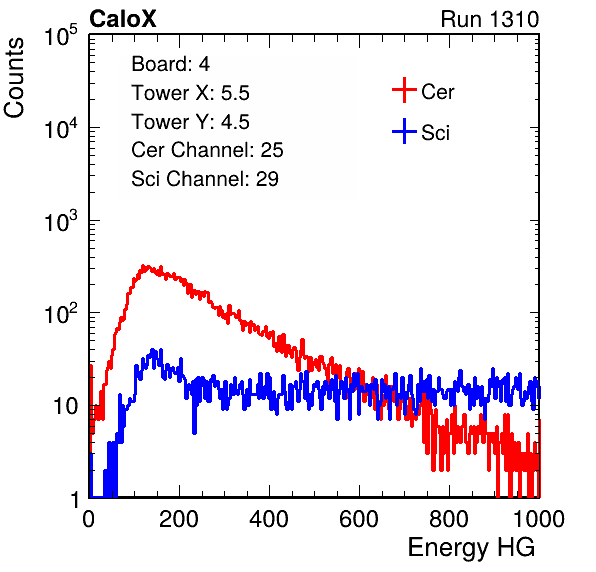 CaloX Run 1310
Counts
Board: 4
Tower X: 5.5
Tower Y: 4.5
Cer Channel: 25
Sci Channel: 29
Cer
Sci
10^5
10^4
10^3
10^2
10
1
0 200 400 600 800 1000
Energy HG